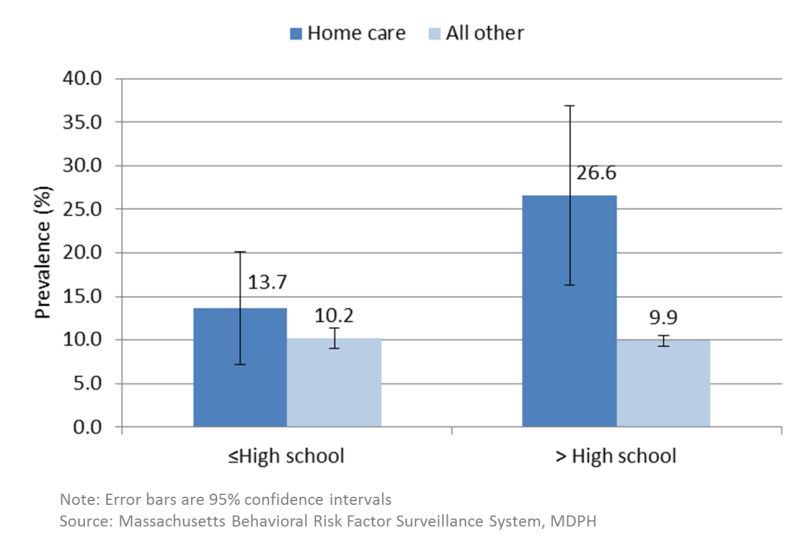 Home care All other
40.0
35.0
30.0
25.0
20.0
15.0
10.0
5.0
0.0
Prevalence (%)
13.7
10.2
26.6
9.9
≤High school > High school
Note: Error bars are 95% confidence intervals
Source: Massachusetts Behavioral Risk Factor Surveillance System, MDPH